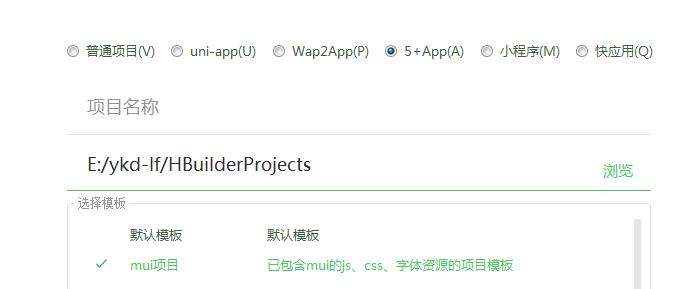 普通项目(V) uni-app(U) Wap2App(P) 5+App(A) 小程序(M) 快应用(Q)
项目名称
E:/ykd-lf/HBuilderProjects 浏览
选择模板
默认模板 默认模板
mui项目 已包含mui的js、css、字体资源的项目模板